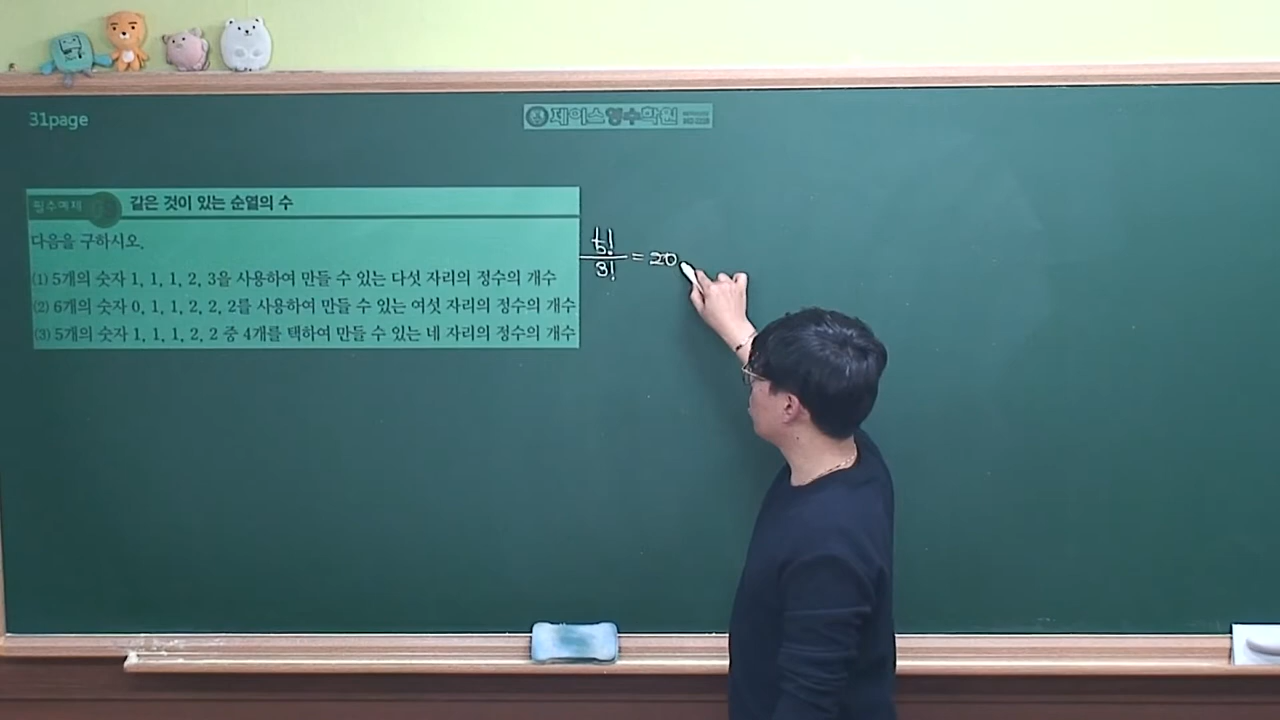 31page
제이스영수학원
필수예제
같은 것이 있는 순열의 수
다음을 구하시오.
(1) 5개의 숫자 1, 1, 1, 2, 3을 사용하여 만들 수 있는 다섯 자리의 정수의 개수
(2) 6개의 숫자 0, 1, 1, 2, 2, 2를 사용하여 만들 수 있는 여섯 자리의 정수의 개수
(3) 5개의 숫자 1, 1, 1, 2, 2 중 4개를 택하여 만들 수 있는 네 자리의 정수의 개수
5!
3!
= 20